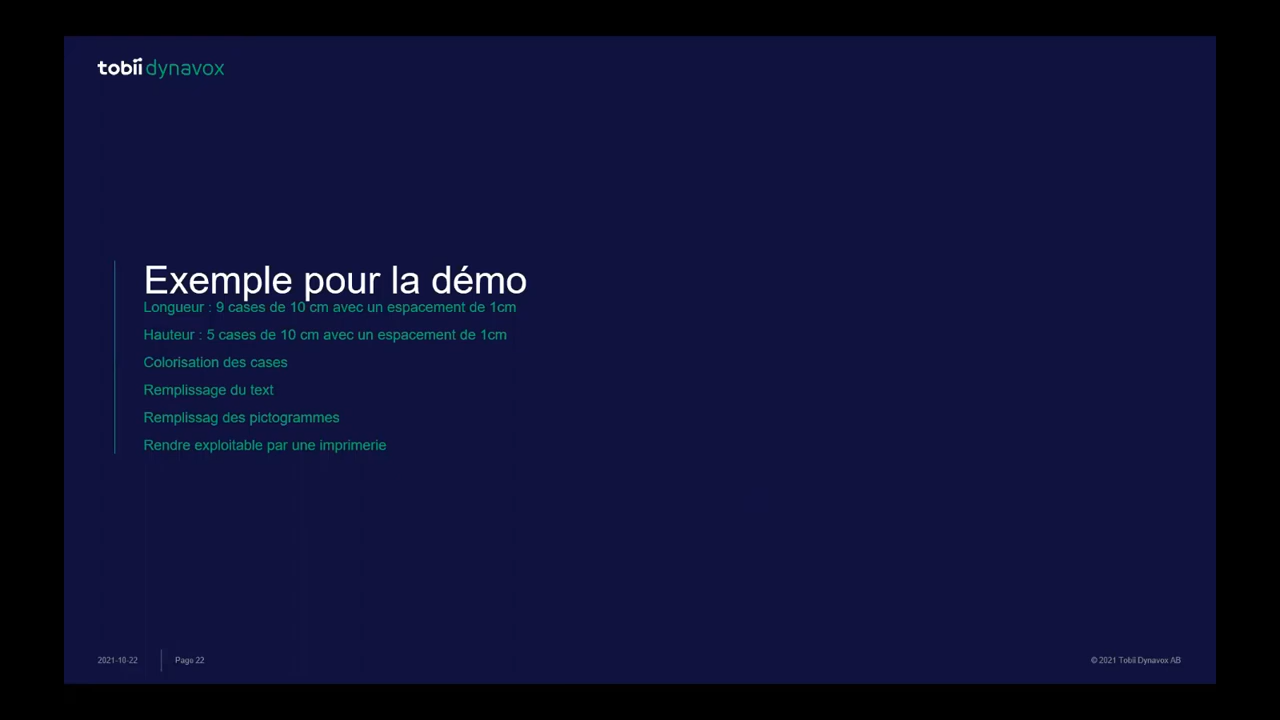 tobii dynavox
Exemple pour la démo
Longueur : 9 cases de 10 cm avec un espacement de 1cm
Hauteur : 5 cases de 10 cm avec un espacement de 1cm
Colorisation des cases
Remplissage du text
Remplissag des pictogrammes
Rendre exploitable par une imprimerie
2021-10-22
Page 22
© 2021 Tobii Dynavox AB